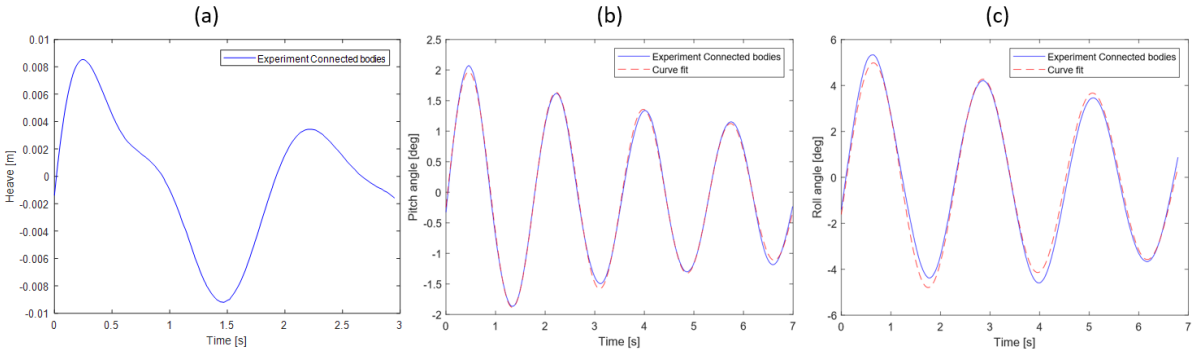 (a)
(b)
(c)
0.01
0.008
0.006
0.004
0.002
0
-0.002
-0.004
-0.006
-0.008
-0.01
Heave [m]
Experiment Connected bodies
0 0.5 1 1.5 2 2.5 3
Time [s]
2.5
2
1.5
1
0.5
0
-0.5
-1
-1.5
-2
Pitch angle [deg]
Experiment Connected bodies
Curve fit
0 1 2 3 4 5 6 7
Time [s]
6
4
2
0
-2
-4
-6
Roll angle [deg]
Experiment Connected bodies
Curve fit
0 1 2 3 4 5 6 7
Time [s]